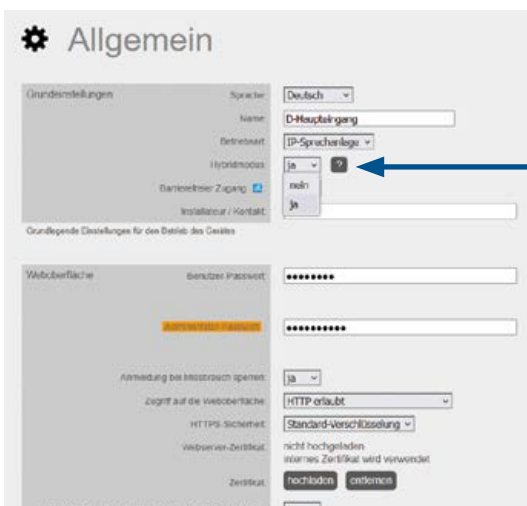 Allgemein
Grundeinstellungen Sprache Deutsch
Name D-Haupteingang
Betriebsart IP-Sprechanlage
Hybridmodus ja ?
nein
ja
Barrierefreier Zugang
Installateur / Kontakt
Grundlegende Einstellungen für den Betrieb des Gerätes
Weboberfläche Benutzer Passwort ●●●●●●●●
Administrator Passwort ●●●●●●●●●●
Anmeldung bei Missbrauch sperren ja
Zugriff auf die Weboberfläche HTTP erlaubt
HTTPS Sicherheit Standard-Verschlüsselung
Webserver-Zertifikat nicht hochgeladen
internes Zertifikat wird verwendet
Zertifikat hochladen entfernen